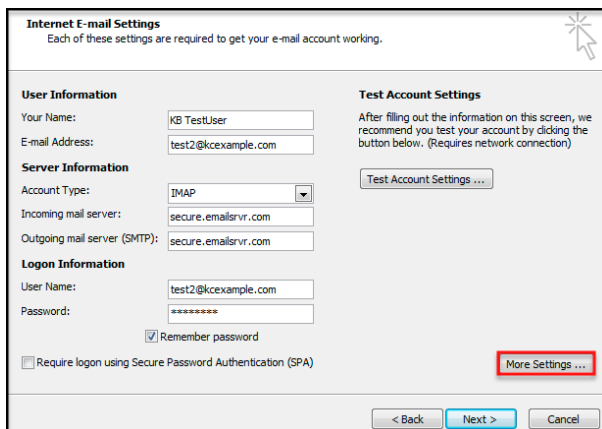 Internet E-mail Settings
Each of these settings are required to get your e-mail account working.
User Information
Your Name:
KB TestUser
E-mail Address:
test2@kcexample.com
Server Information
Account Type:
IMAP
Incoming mail server:
secure.emailsrvr.com
Outgoing mail server (SMTP):
secure.emailsrvr.com
Logon Information
User Name:
test2@kcexample.com
Password:
********
Remember password
Require logon using Secure Password Authentication (SPA)
Test Account Settings
After filling out the information on this screen, we
recommend you test your account by clicking the
button below. (Requires network connection)
Test Account Settings ...
More Settings ...
< Back
Next >
Cancel